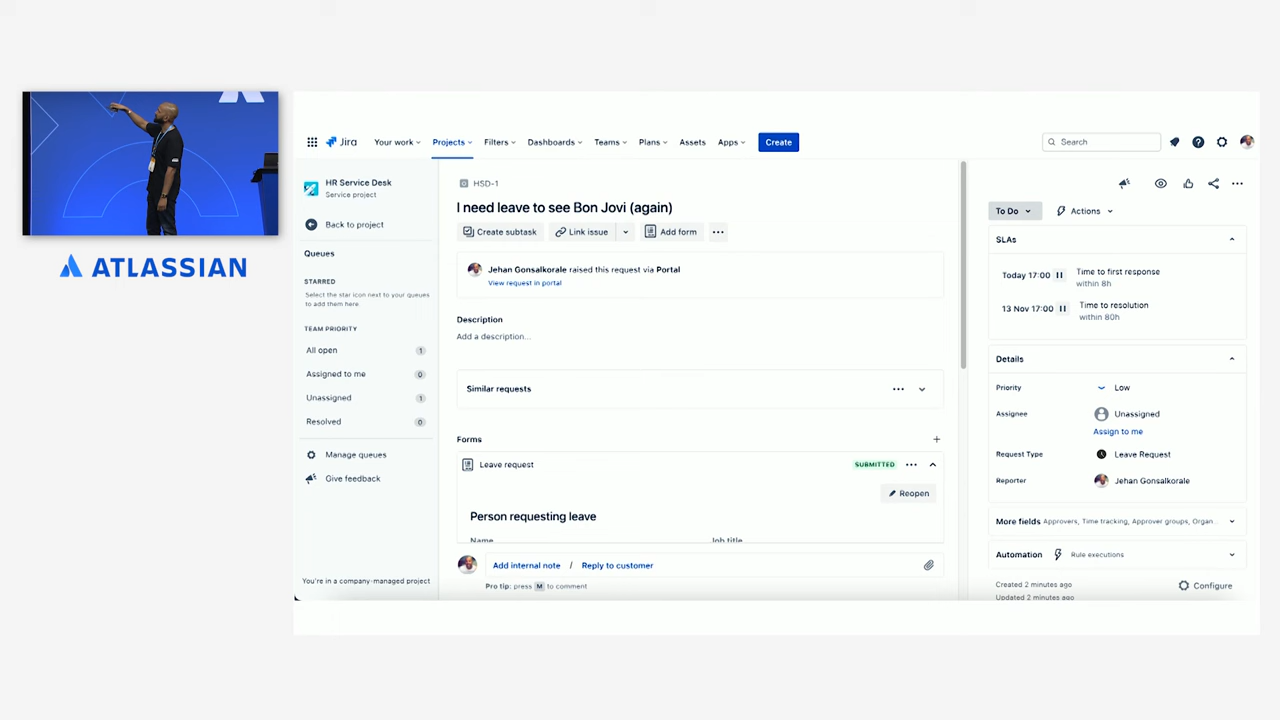 ATLASSIAN
Jira Your work Projects Filters Dashboards Teams Plans Assets Apps Create Search
HR Service Desk
Service project
Back to project
Queues
STARRED
Select the star icon next to your queues
to add them here.
TEAM PRIORITY
All open 1
Assigned to me 0
Unassigned 1
Resolved 0
Manage queues
Give feedback
You're in a company-managed project
HSD-1
I need leave to see Bon Jovi (again)
Create subtask Link issue Add form
Jehan Gonsalkorale raised this request via Portal
View request in portal
Description
Add a description...
Similar requests
Forms
Leave request SUBMITTED
Reopen
Person requesting leave
Name Job title
Add internal note / Reply to customer
Pro tip: press M to comment
To Do Actions
SLAs
Today 17:00 Time to first response
within 8h
13 Nov 17:00 Time to resolution
within 80h
Details
Priority Low
Assignee Unassigned
Assign to me
Request Type Leave Request
Reporter Jehan Gonsalkorale
More fields Approvers, Time tracking, Approver groups, Organ...
Automation Rule executions
Created 2 minutes ago
Configure
Updated 2 minutes ago